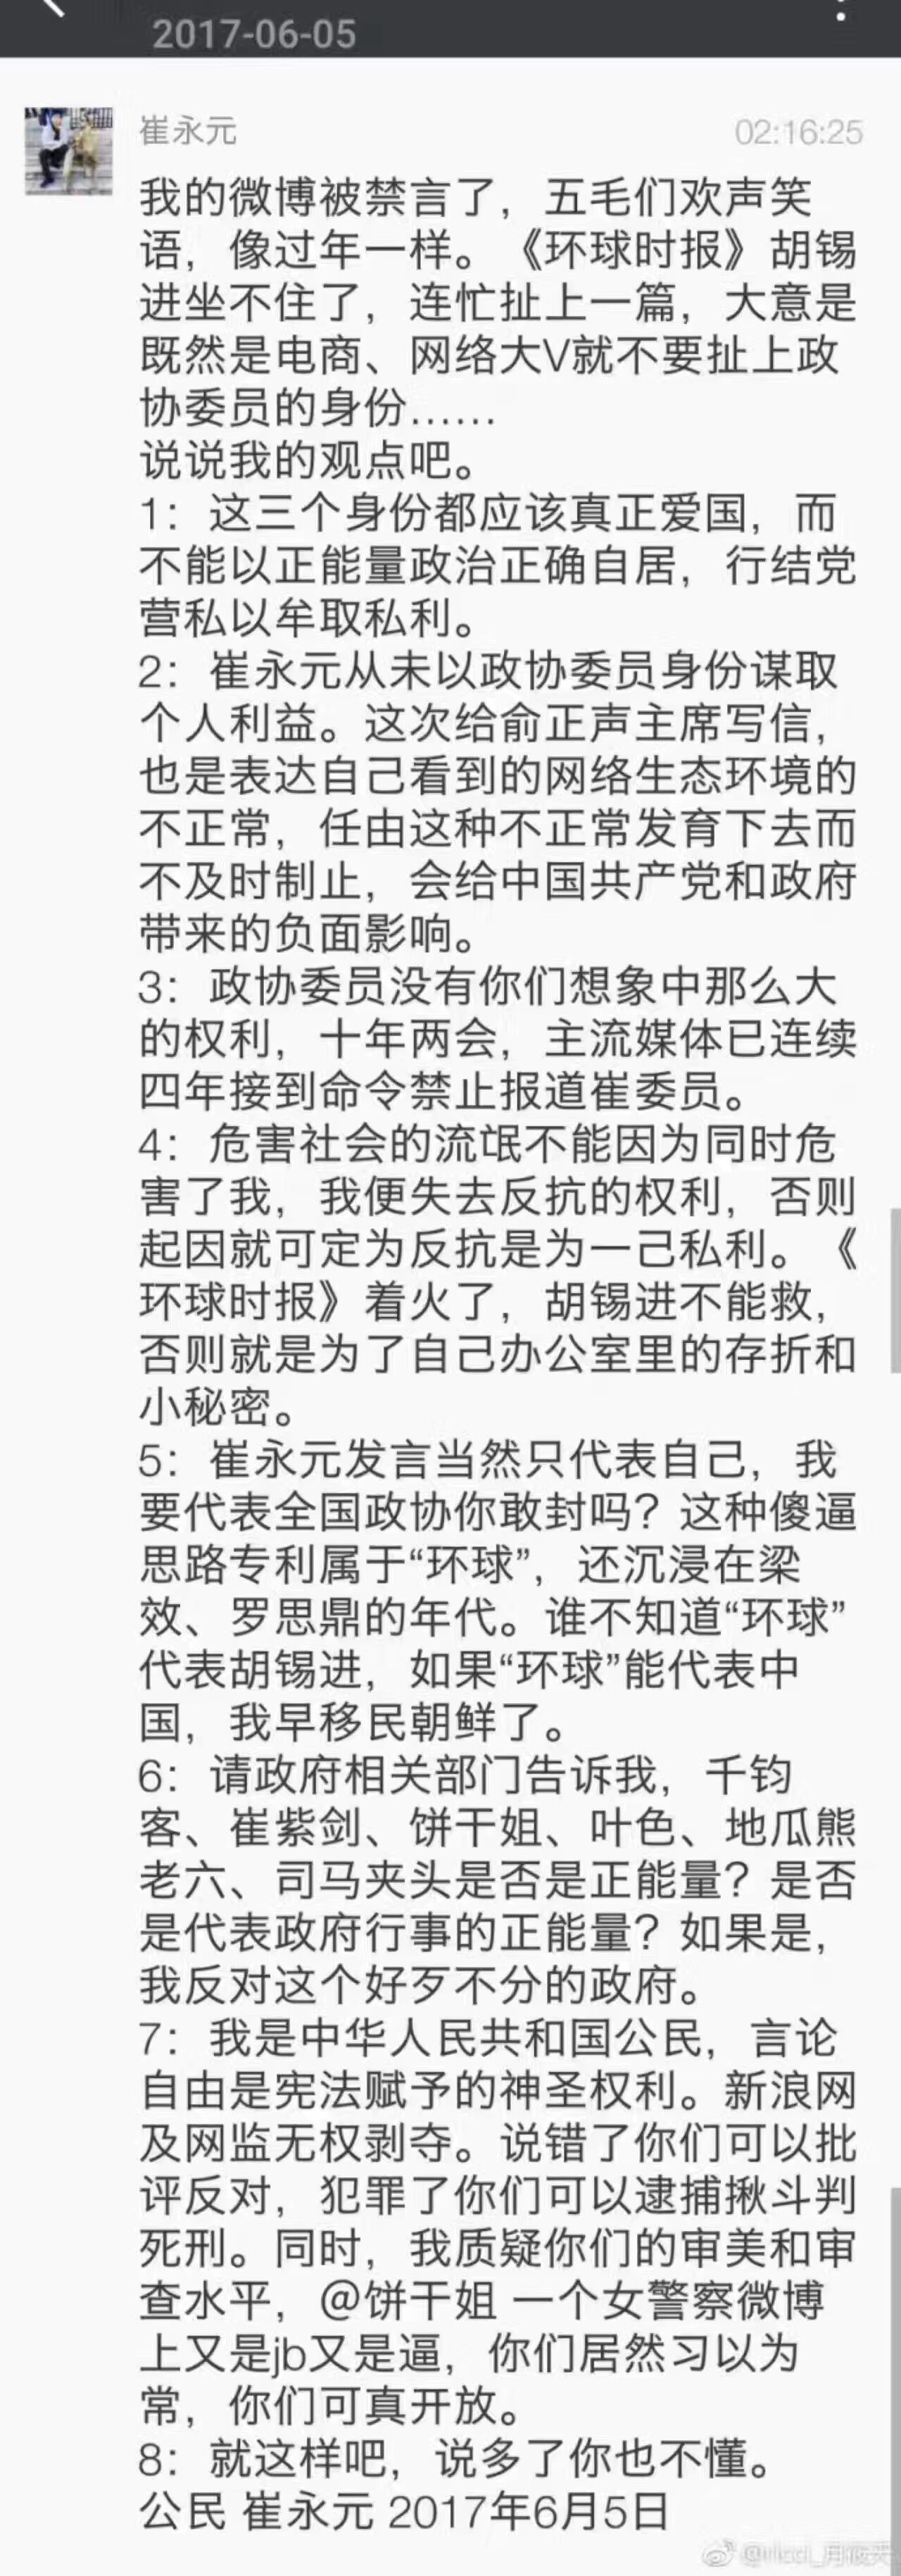 2017-06-05
崔永元
02:16:25
我的微博被禁言了，五毛们欢声笑
语，像过年一样。《环球时报》胡锡
进坐不住了，连忙扯上一篇，大意是
既然是电商、网络大V就不要扯上政
协委员的身份……
说说我的观点吧。
1：这三个身份都应该真正爱国，而
不能以正能量政治正确自居，行结党
营私以牟取私利。
2：崔永元从未以政协委员身份谋取
个人利益。这次给俞正声主席写信，
也是表达自己看到的网络生态环境的
不正常，任由这种不正常发育下去而
不及时制止，会给中国共产党和政府
带来的负面影响。
3：政协委员没有你们想象中那么大
的权利，十年两会，主流媒体已连续
四年接到命令禁止报道崔委员。
4：危害社会的流氓不能因为同时危
害了我，我便失去反抗的权利，否则
起因就可定为反抗是为一己私利。《
环球时报》着火了，胡锡进不能救，
否则就是为了自己办公室里的存折和
小秘密。
5：崔永元发言当然只代表自己，我
要代表全国政协你敢封吗？这种傻逼
思路专利属于“环球”，还沉浸在梁
效、罗思鼎的年代。谁不知道“环球”
代表胡锡进，如果“环球”能代表中
国，我早移民朝鲜了。
6：请政府相关部门告诉我，千钧
客、崔紫剑、饼干姐、叶色、地瓜熊
老六、司马夹头是否是正能量？是否
是代表政府行事的正能量？如果是，
我反对这个好歹不分的政府。
7：我是中华人民共和国公民，言论
自由是宪法赋予的神圣权利。新浪网
及网监无权剥夺。说错了你们可以批
评反对，犯罪了你们可以逮捕揪斗判
死刑。同时，我质疑你们的审美和审
查水平，@饼干姐 一个女警察微博
上又是jb又是逼，你们居然习以为
常，你们可真开放。
8：就这样吧，说多了你也不懂。
公民 崔永元 2017年6月5日